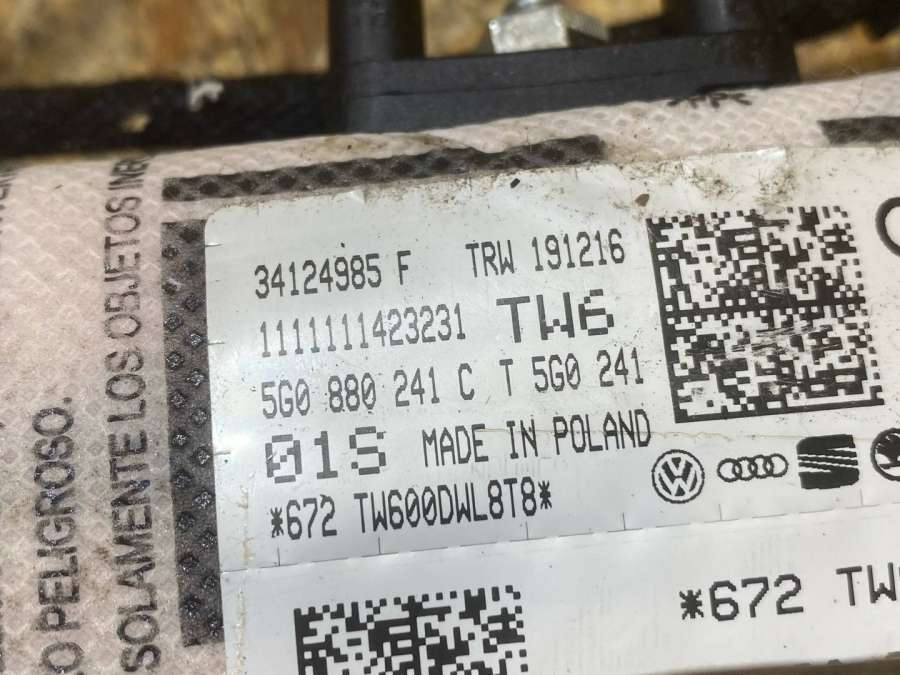 34124985 F TRW 191216
1111111423231 TW6
5G0 880 241 C T 5G0 241
01S MADE IN POLAND
*672 TW600DWL8T8*
*672 TW
O PELIGROSO.
SOLAMENTE LOS OBJETOS